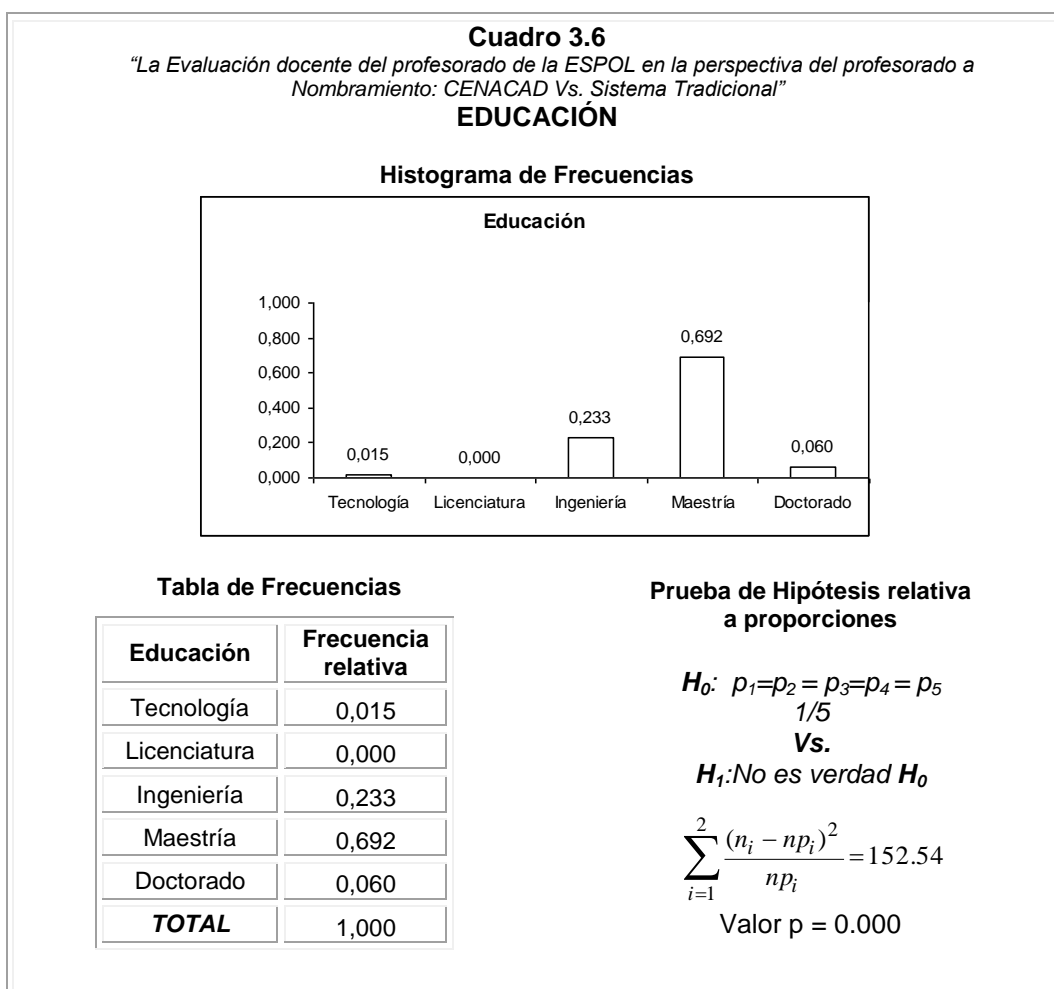 Cuadro 3.6
“La Evaluación docente del profesorado de la ESPOL en la perspectiva del profesorado a
Nombramiento: CENACAD Vs. Sistema Tradicional”
EDUCACIÓN
Histograma de Frecuencias
Educación
1,000
0,800
0,600
0,400
0,200
0,000
0,015
0,000
0,233
0,692
0,060
Tecnología Licenciatura Ingeniería Maestría Doctorado
Tabla de Frecuencias
Educación Frecuencia relativa
Tecnología 0,015
Licenciatura 0,000
Ingeniería 0,233
Maestría 0,692
Doctorado 0,060
TOTAL 1,000
Prueba de Hipótesis relativa
a proporciones
H₀: p₁=p₂ = p₃=p₄ = p₅
1/5
Vs.
H₁:No es verdad H₀
∑_{i=1}^{2} (n_i − np_i)² / np_i = 152.54
Valor p = 0.000